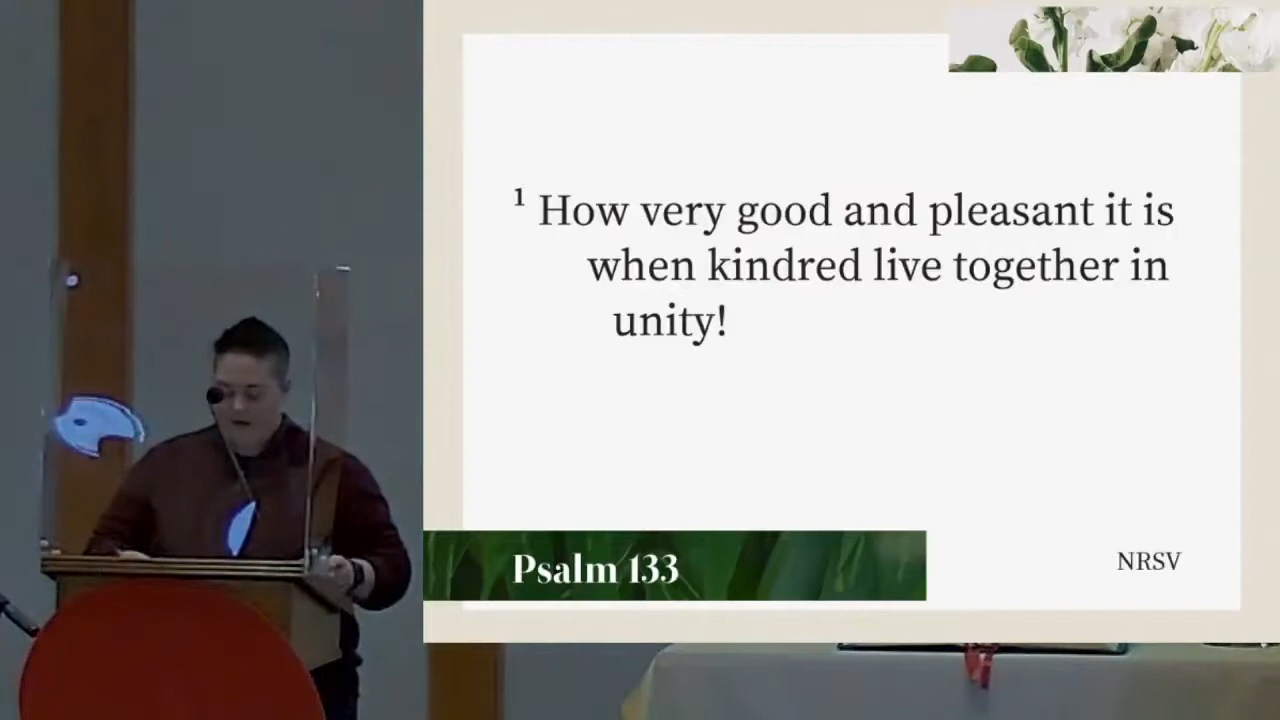 ¹ How very good and pleasant it is
when kindred live together in
unity!
Psalm 133
NRSV